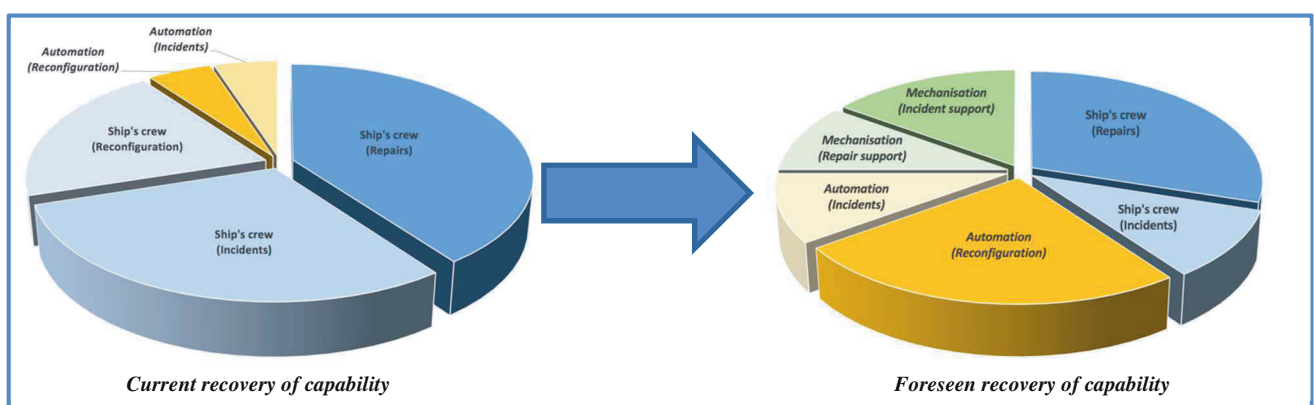 Automation
(Incidents)
Automation
(Reconfiguration)
Ship's crew
(Repairs)
Ship's crew
(Reconfiguration)
Ship's crew
(Incidents)
Current recovery of capability
Mechanisation
(Incident support)
Ship's crew
(Repairs)
Mechanisation
(Repair support)
Automation
(Incidents)
Ship's crew
(Incidents)
Automation
(Reconfiguration)
Foreseen recovery of capability